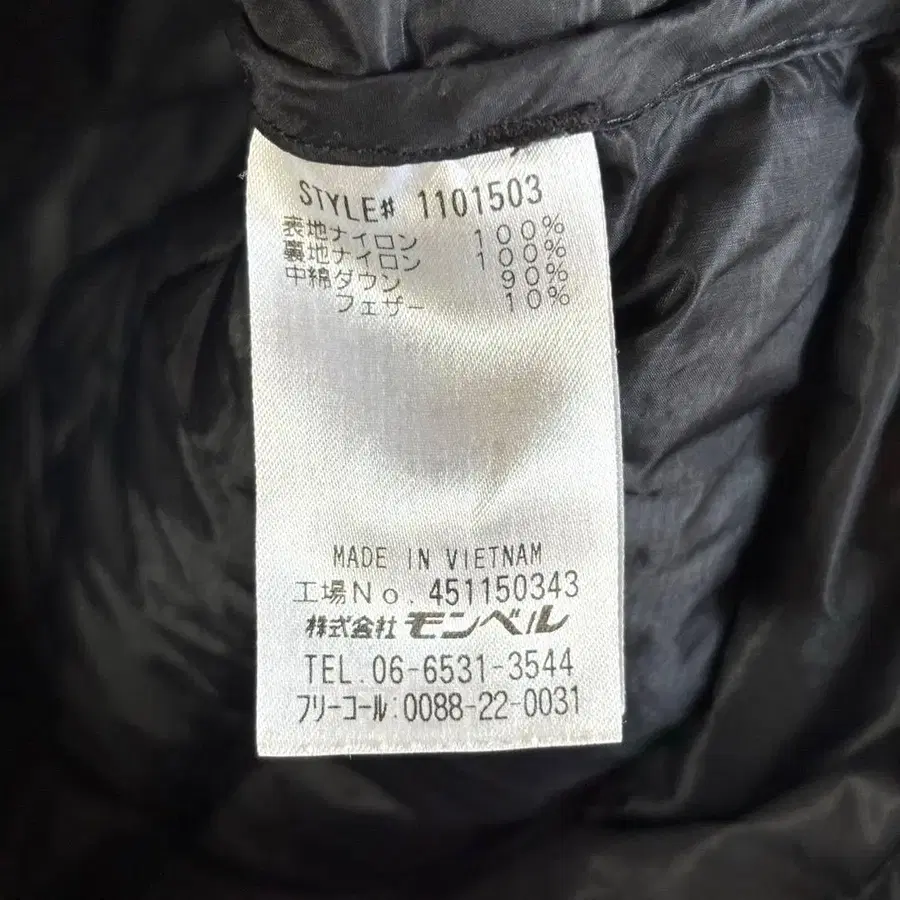 STYLE# 1101503
表地ナイロン 100%
裏地ナイロン 100%
中綿ダウン 90%
フェザー 10%
MADE IN VIETNAM
工場No. 451150343
株式会社 モンベル
TEL.06-6531-3544
フリーコール:0088-22-0031